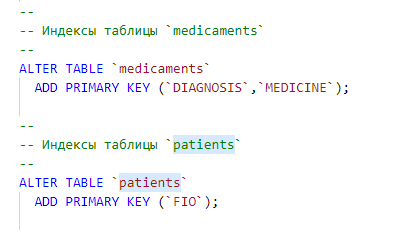 --
-- Индексы таблицы `medicaments`
--
ALTER TABLE `medicaments`
ADD PRIMARY KEY (`DIAGNOSIS`,`MEDICINE`);
--
-- Индексы таблицы `patients`
--
ALTER TABLE `patients`
ADD PRIMARY KEY (`FIO`);